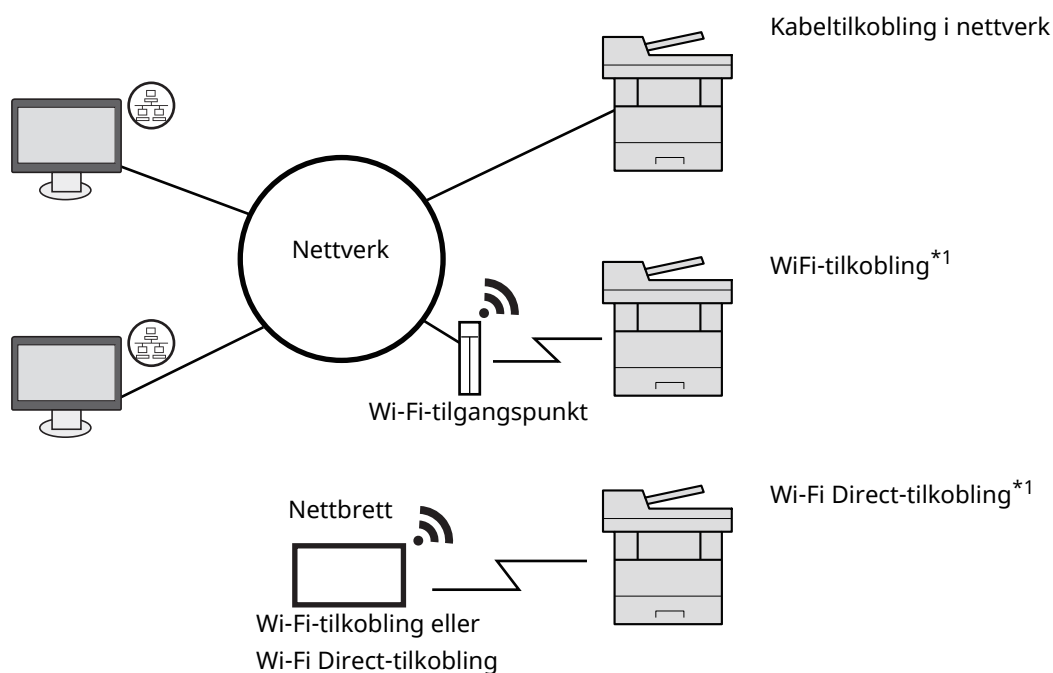 Kabeltilkobling i nettverk
Nettverk
WiFi-tilkobling*1
Wi-Fi-tilgangspunkt
Wi-Fi Direct-tilkobling*1
Nettbrett
Wi-Fi-tilkobling eller
Wi-Fi Direct-tilkobling